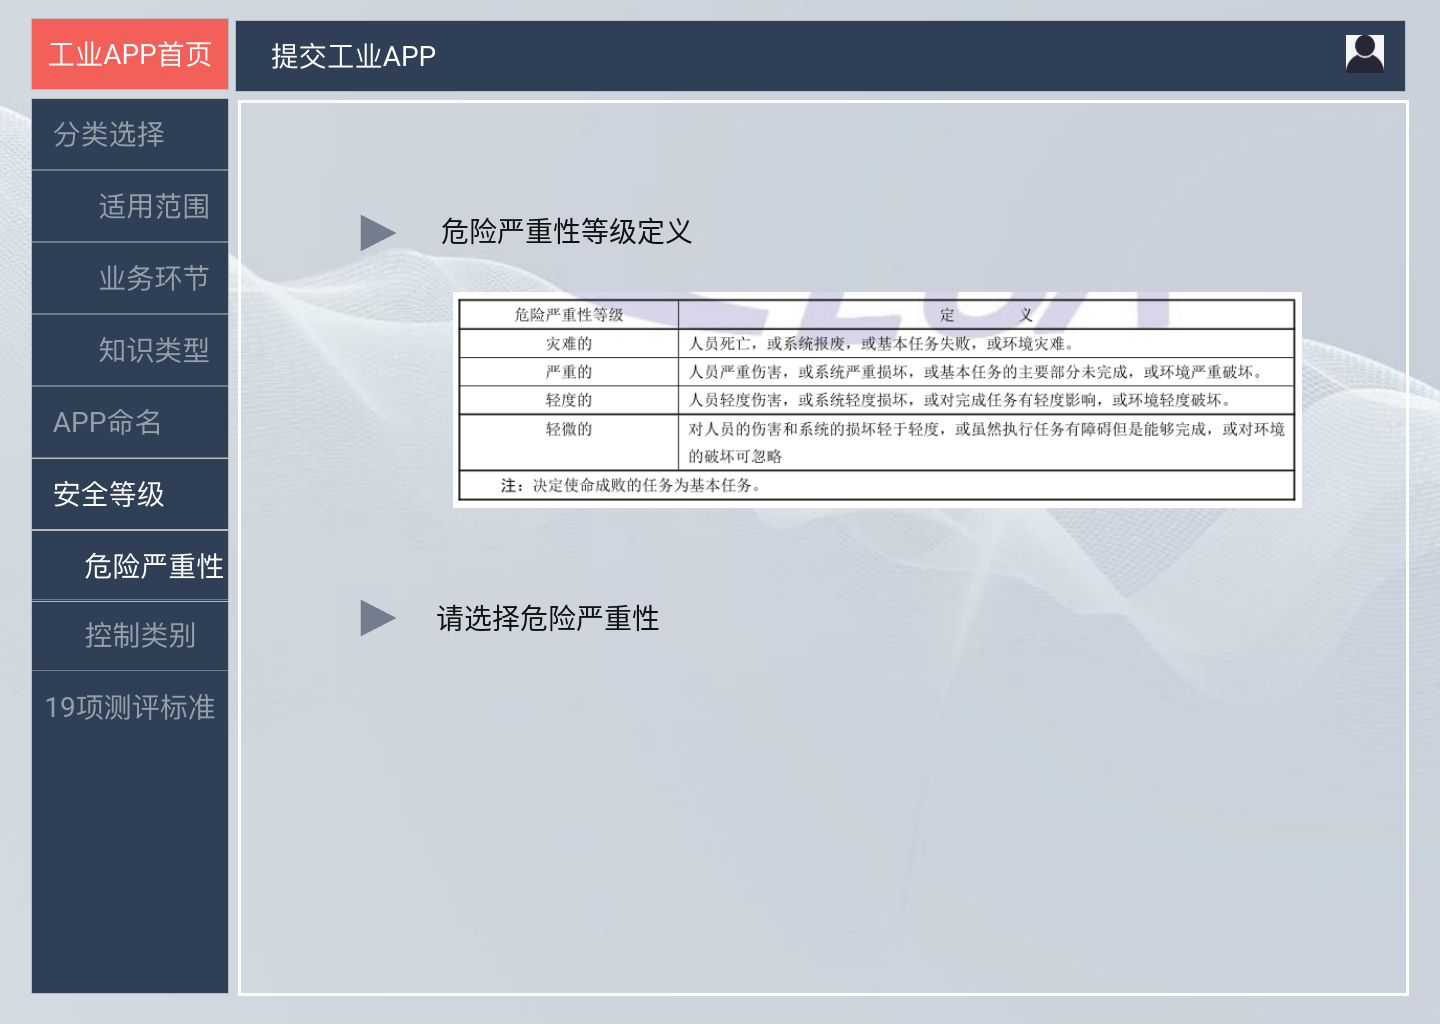 工业APP首页
提交工业APP
分类选择
适用范围
业务环节
知识类型
APP命名
安全等级
危险严重性
控制类别
19项测评标准
危险严重性等级定义
危险严重性等级 定 义
灾难的 人员死亡，或系统报废，或基本任务失败，或环境灾难。
严重的 人员严重伤害，或系统严重损坏，或基本任务的主要部分未完成，或环境严重破坏。
轻度的 人员轻度伤害，或系统轻度损坏，或对完成任务有轻度影响，或环境轻度破坏。
轻微的 对人员的伤害和系统的损坏轻于轻度，或虽然执行任务有障碍但是能够完成，或对环境
的破坏可忽略
注：决定使命成败的任务为基本任务。
请选择危险严重性